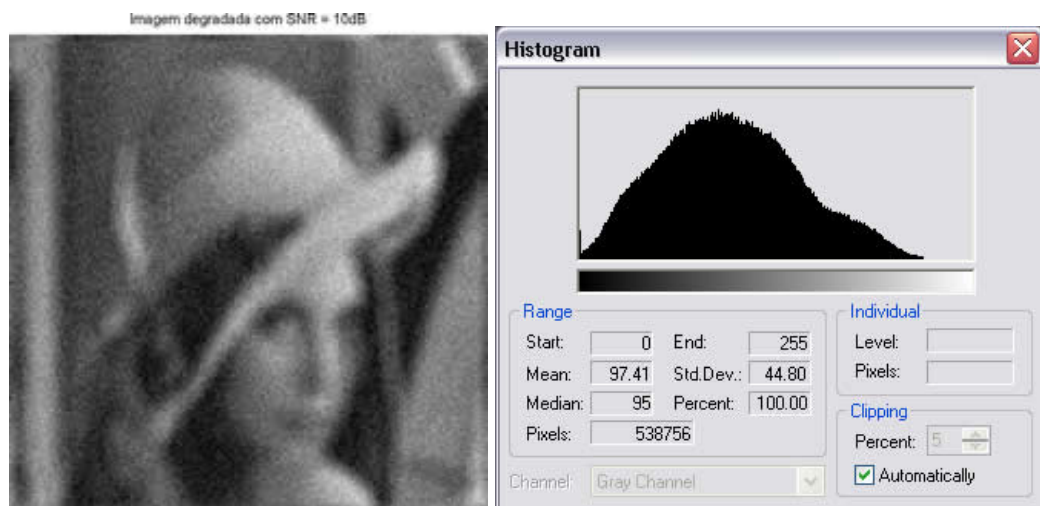 Imagem degradada com SNR = 10dB
Histogram
Range
Start: 0 End: 255
Mean: 97.41 Std.Dev.: 44.80
Median: 95 Percent: 100.00
Pixels: 538756
Channel: Gray Channel
Individual
Level:
Pixels:
Clipping
Percent: 5
Automatically